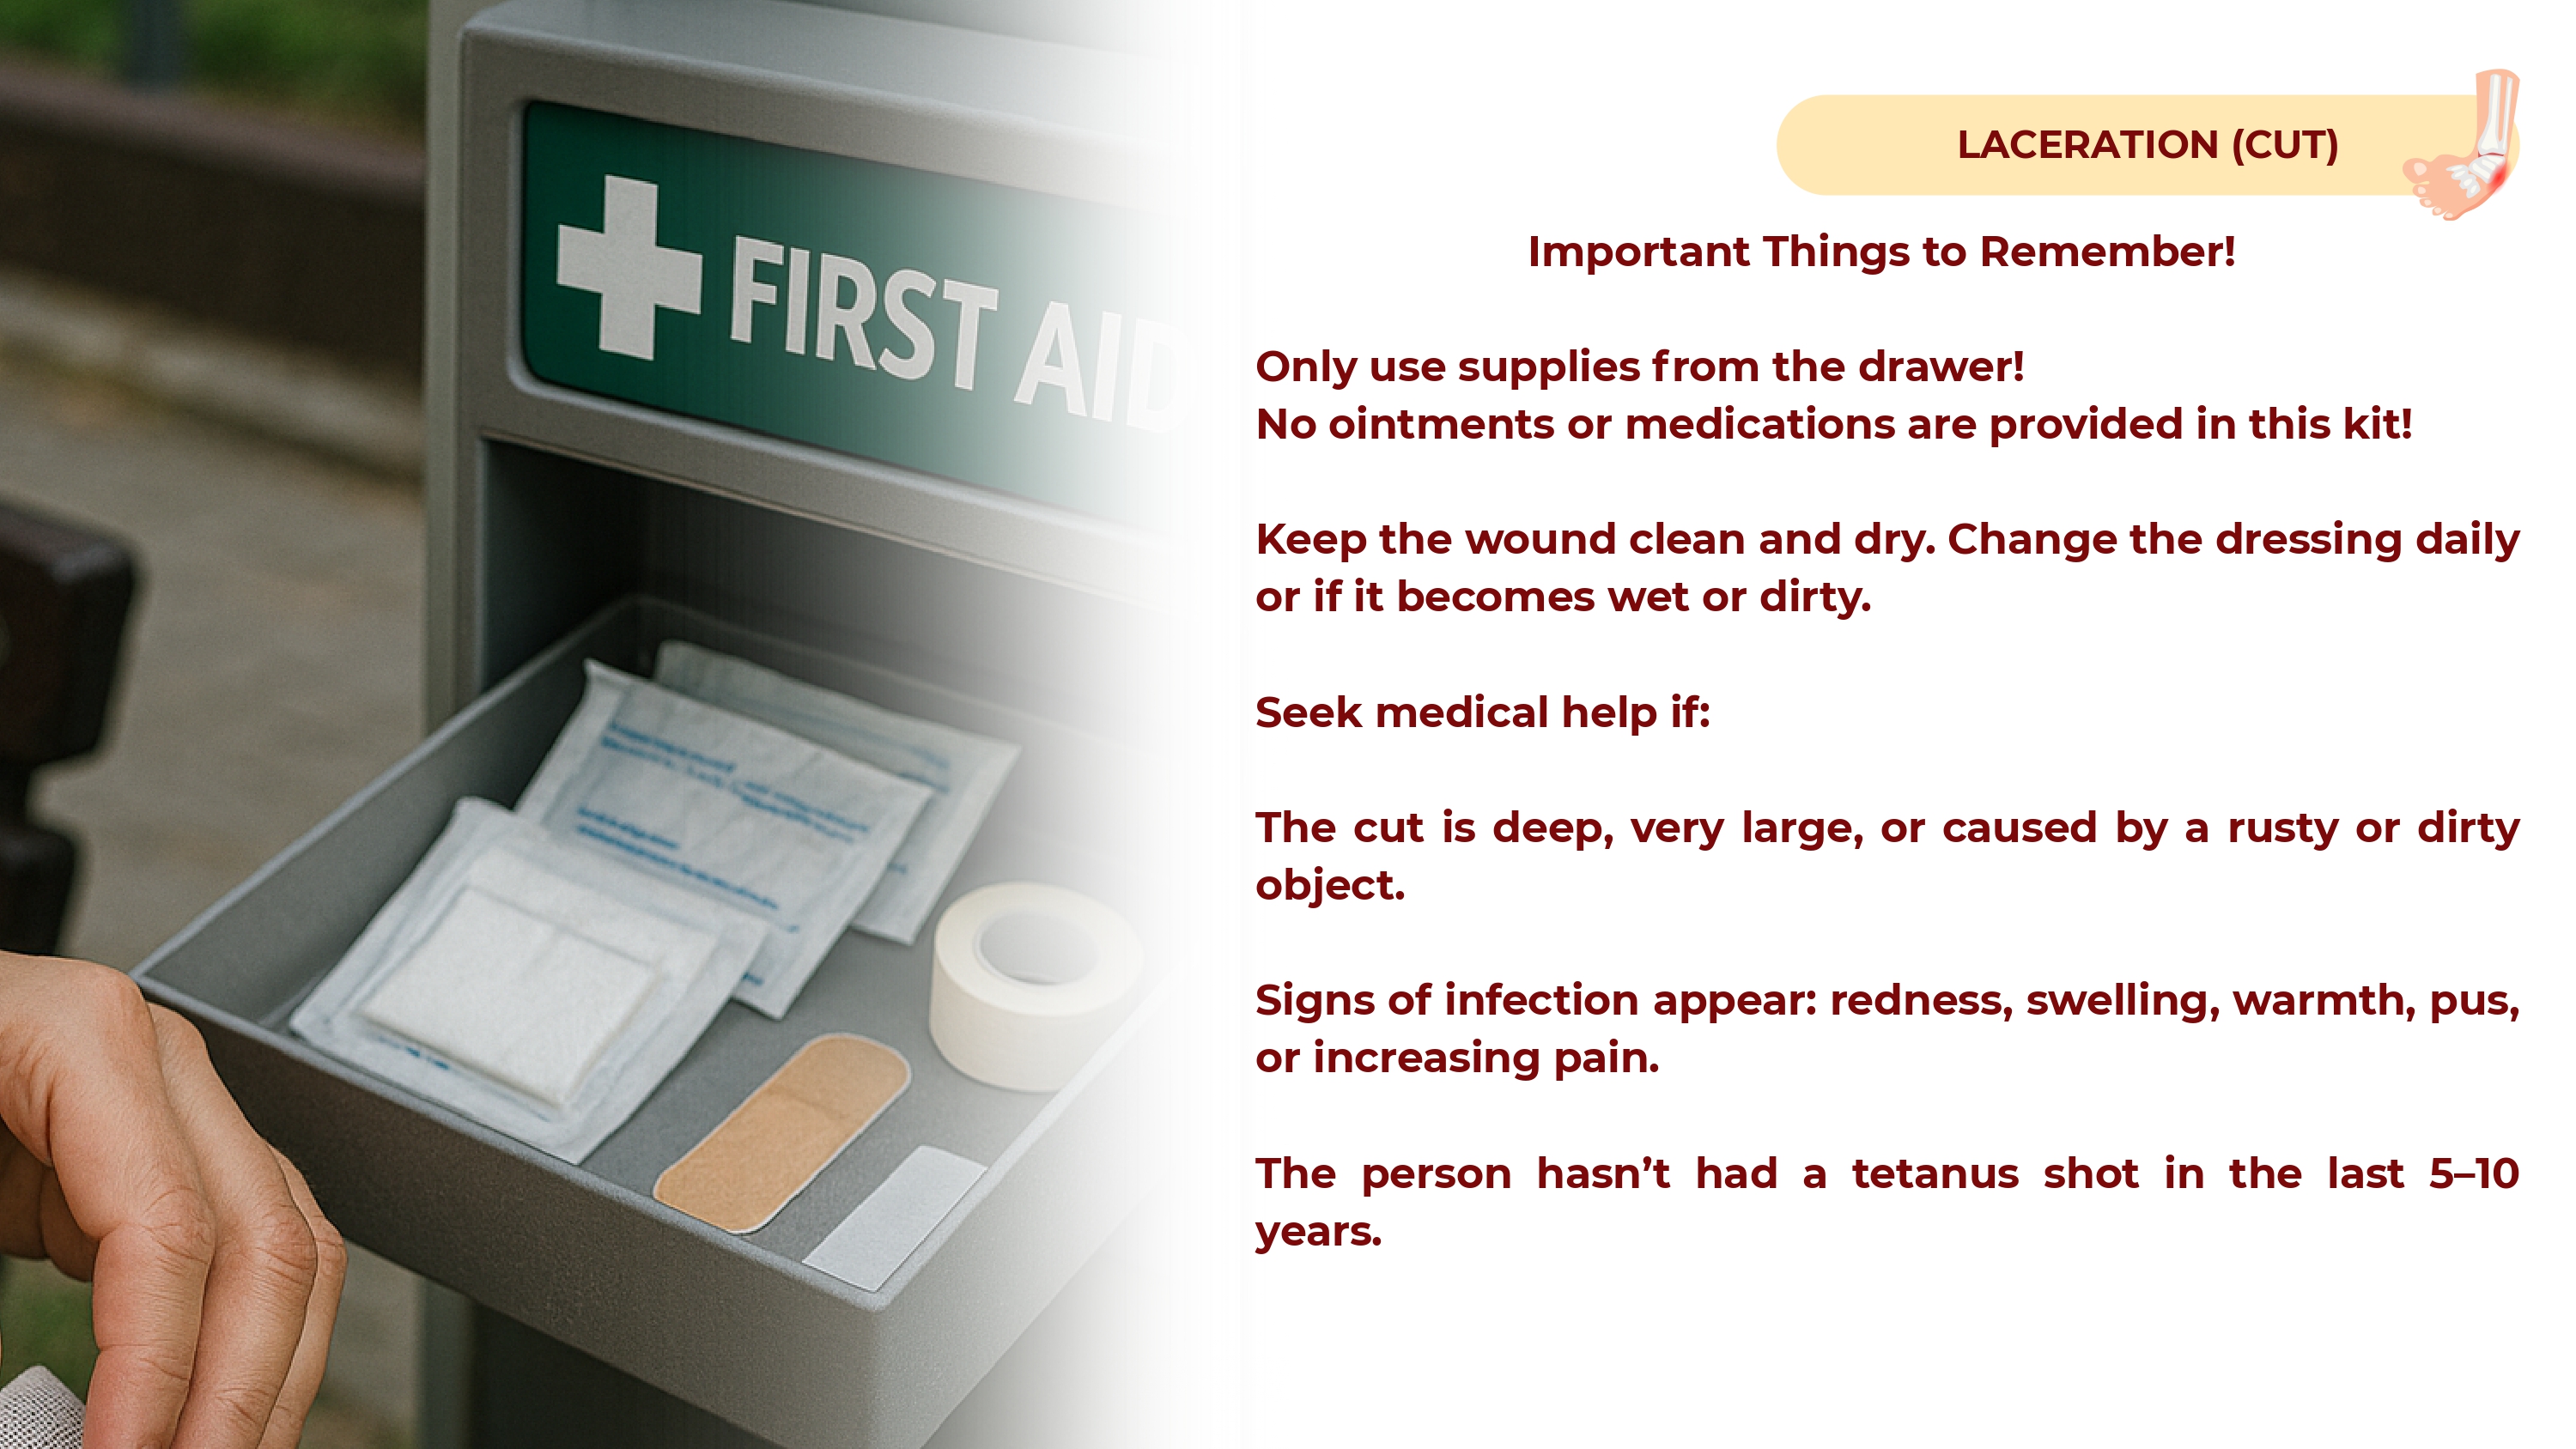 FIRST AID
LACERATION (CUT)
Important Things to Remember!
Only use supplies from the drawer!
No ointments or medications are provided in this kit!
Keep the wound clean and dry. Change the dressing daily
or if it becomes wet or dirty.
Seek medical help if:
The cut is deep, very large, or caused by a rusty or dirty
object.
Signs of infection appear: redness, swelling, warmth, pus,
or increasing pain.
The person hasn’t had a tetanus shot in the last 5–10
years.